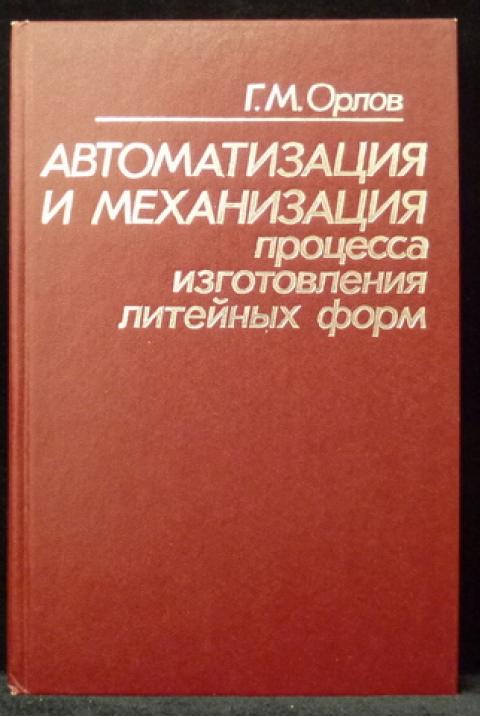 Г.М. Орлов
АВТОМАТИЗАЦИЯ
И МЕХАНИЗАЦИЯ
процесса
изготовления
литейных форм